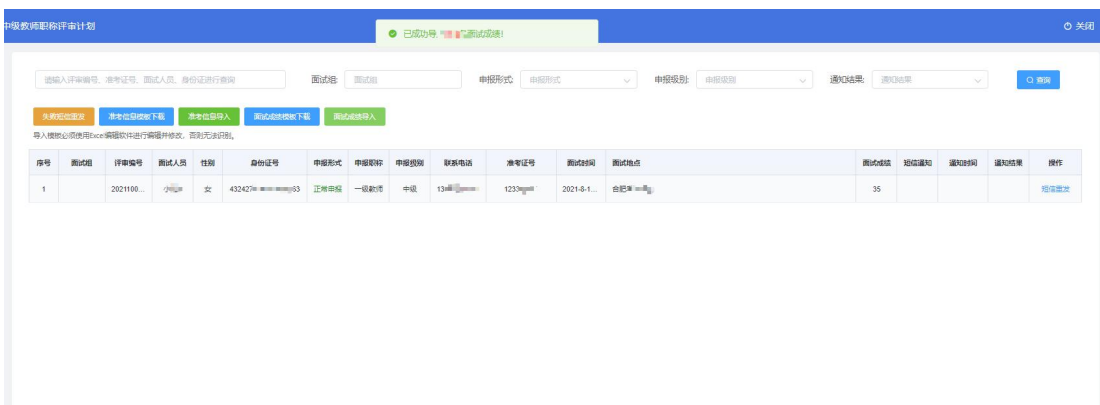 中级教师职称评审计划
已成功导 面试成绩!
关闭
请输入评审编号、准考证号、面试人员、身份证进行查询
面试组: 面试组
申报形式: 申报形式
申报级别: 申报级别
通知结果: 通知结果
查询
失败短信重发 准考信息模板下载 准考信息导入 面试成绩模板下载 面试成绩导入
导入模板必须使用Excel编辑软件进行编辑并修改，否则无法识别。
序号 面试组 评审编号 面试人员 性别 身份证号 申报形式 申报职称 申报级别 联系电话 准考证号 面试时间 面试地点 面试成绩 短信通知 通知时间 通知结果 操作
1 2021100... 小 女 432427 63 正常申报 一级教师 中级 13 1233 2021-8-1... 合肥 35 短信重发